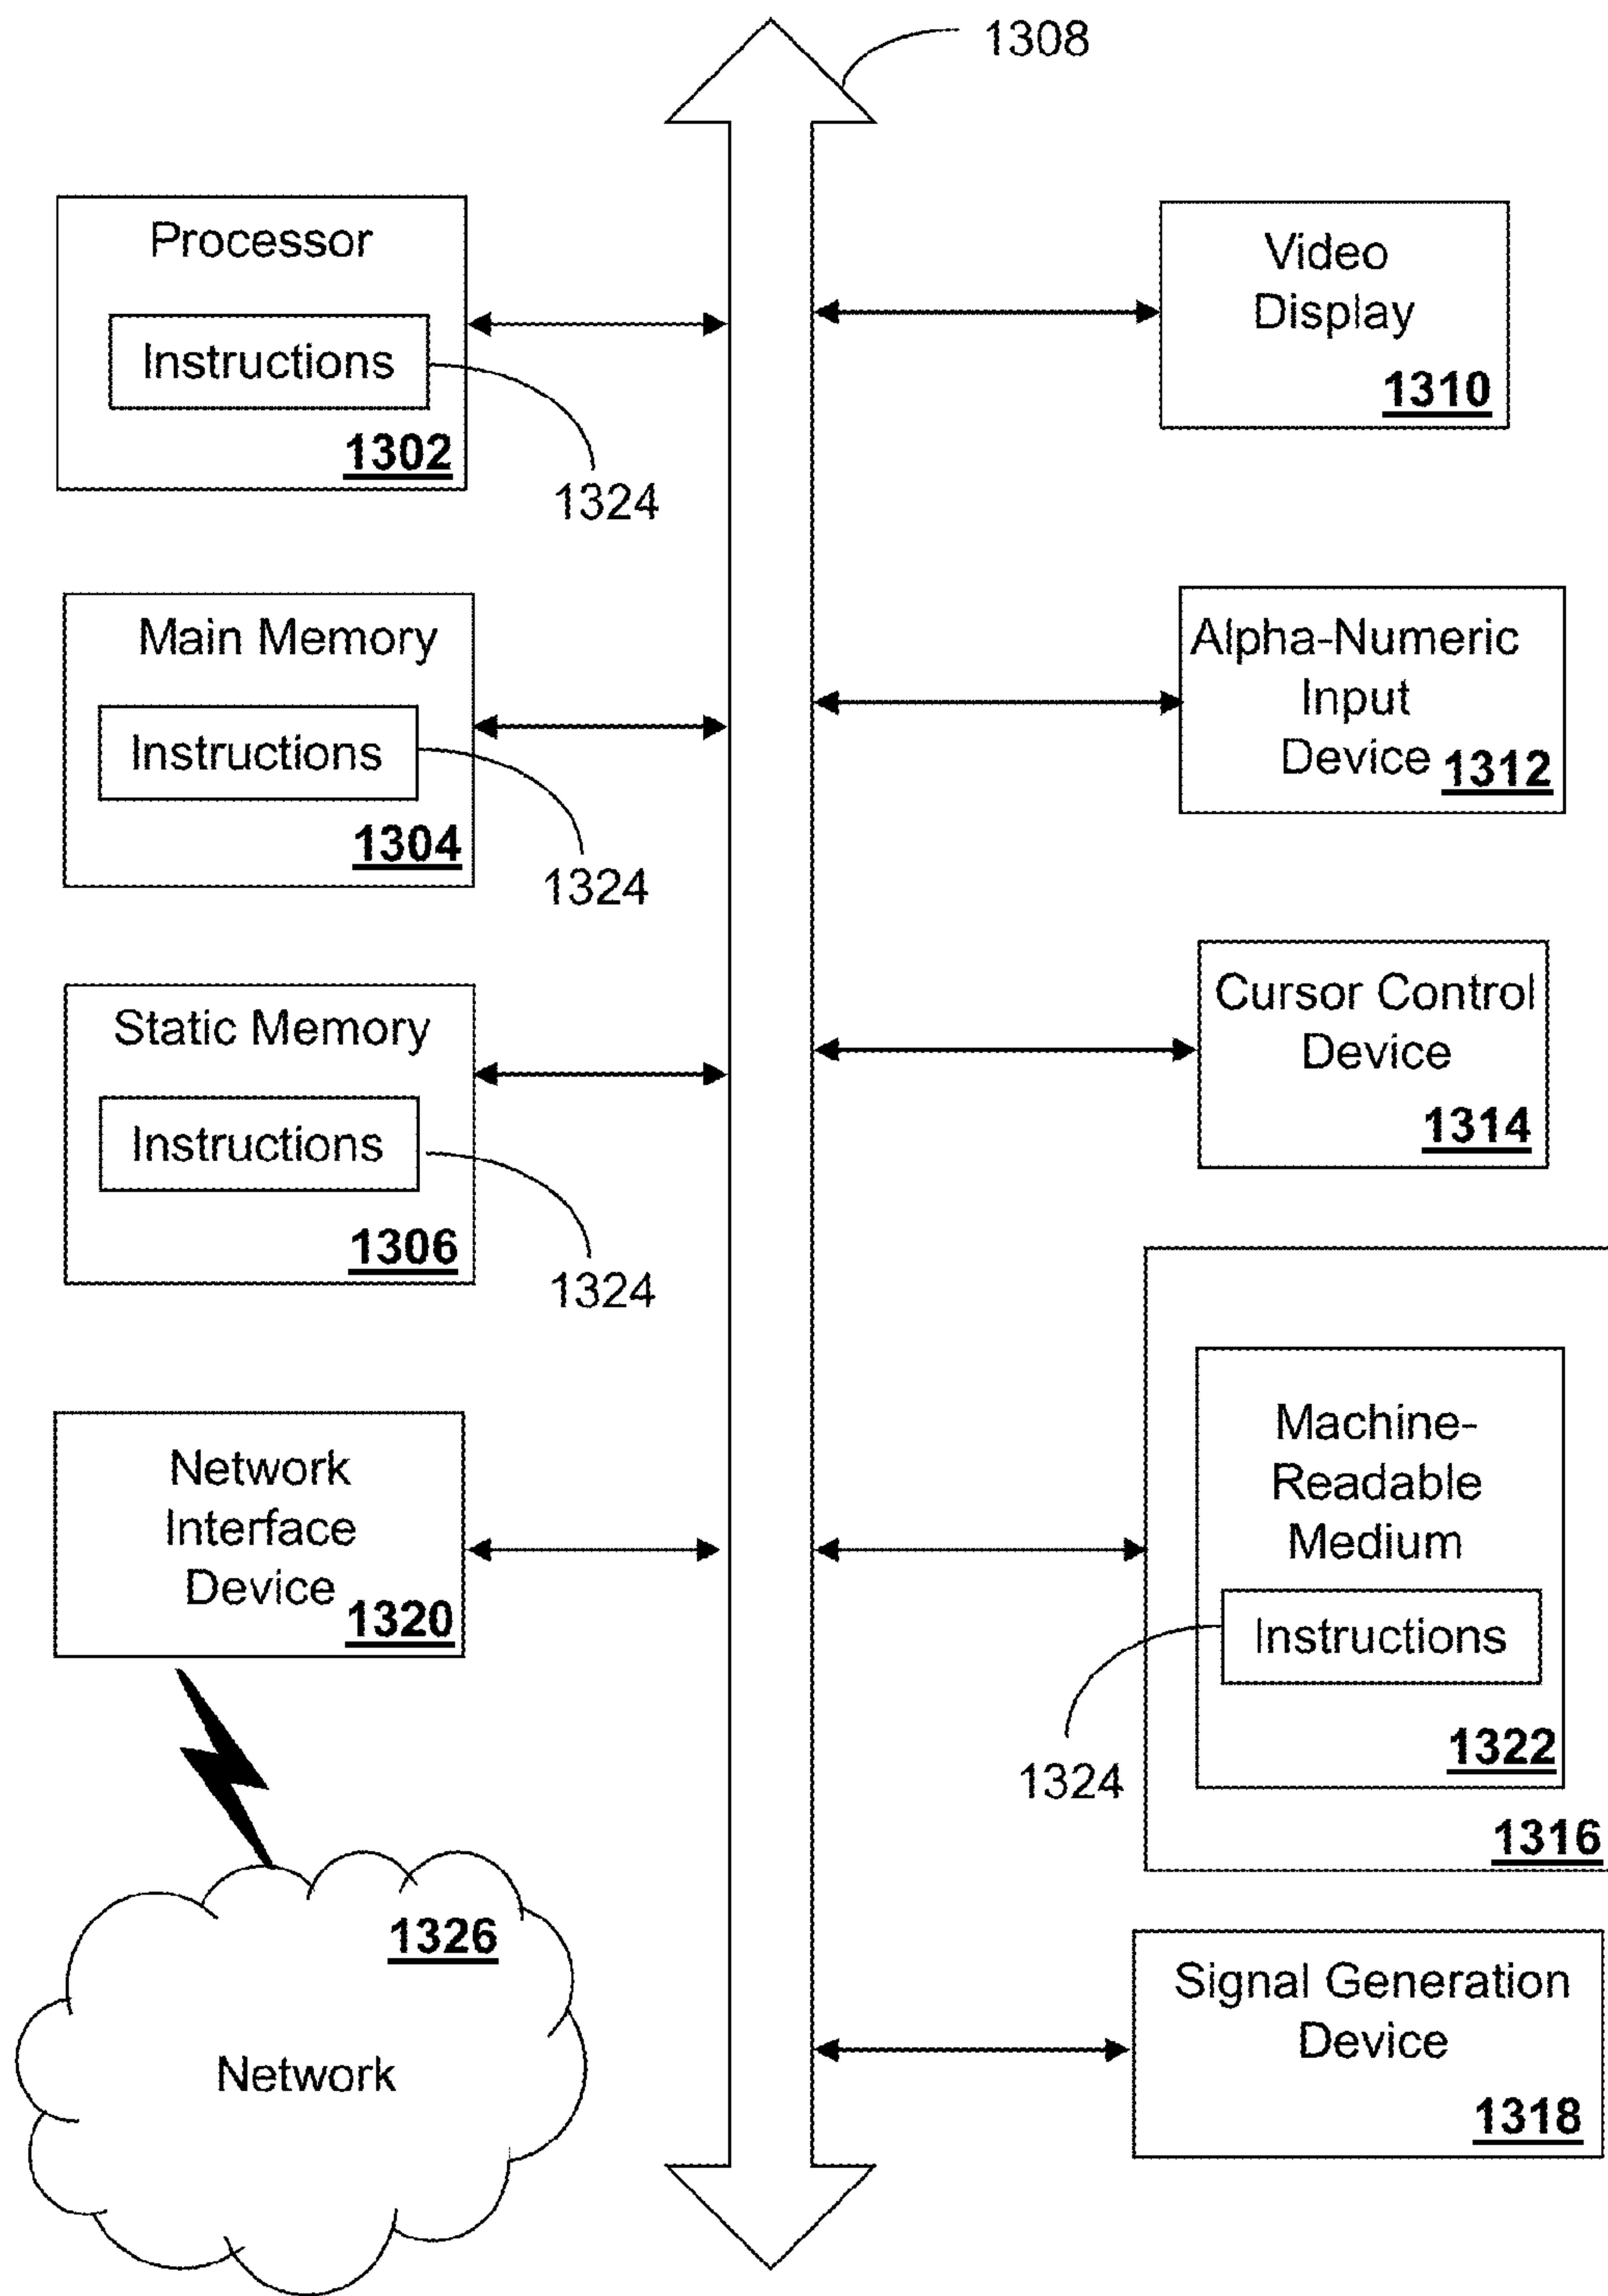 1308
Processor
Instructions
1302
1324
Video
Display
1310
Main Memory
Instructions
1304
1324
Alpha-Numeric
Input
Device 1312
Static Memory
Instructions
1306
1324
Cursor Control
Device
1314
Network
Interface
Device
1320
Machine-
Readable
Medium
Instructions
1322
1324
1316
1326
Network
Signal Generation
Device
1318